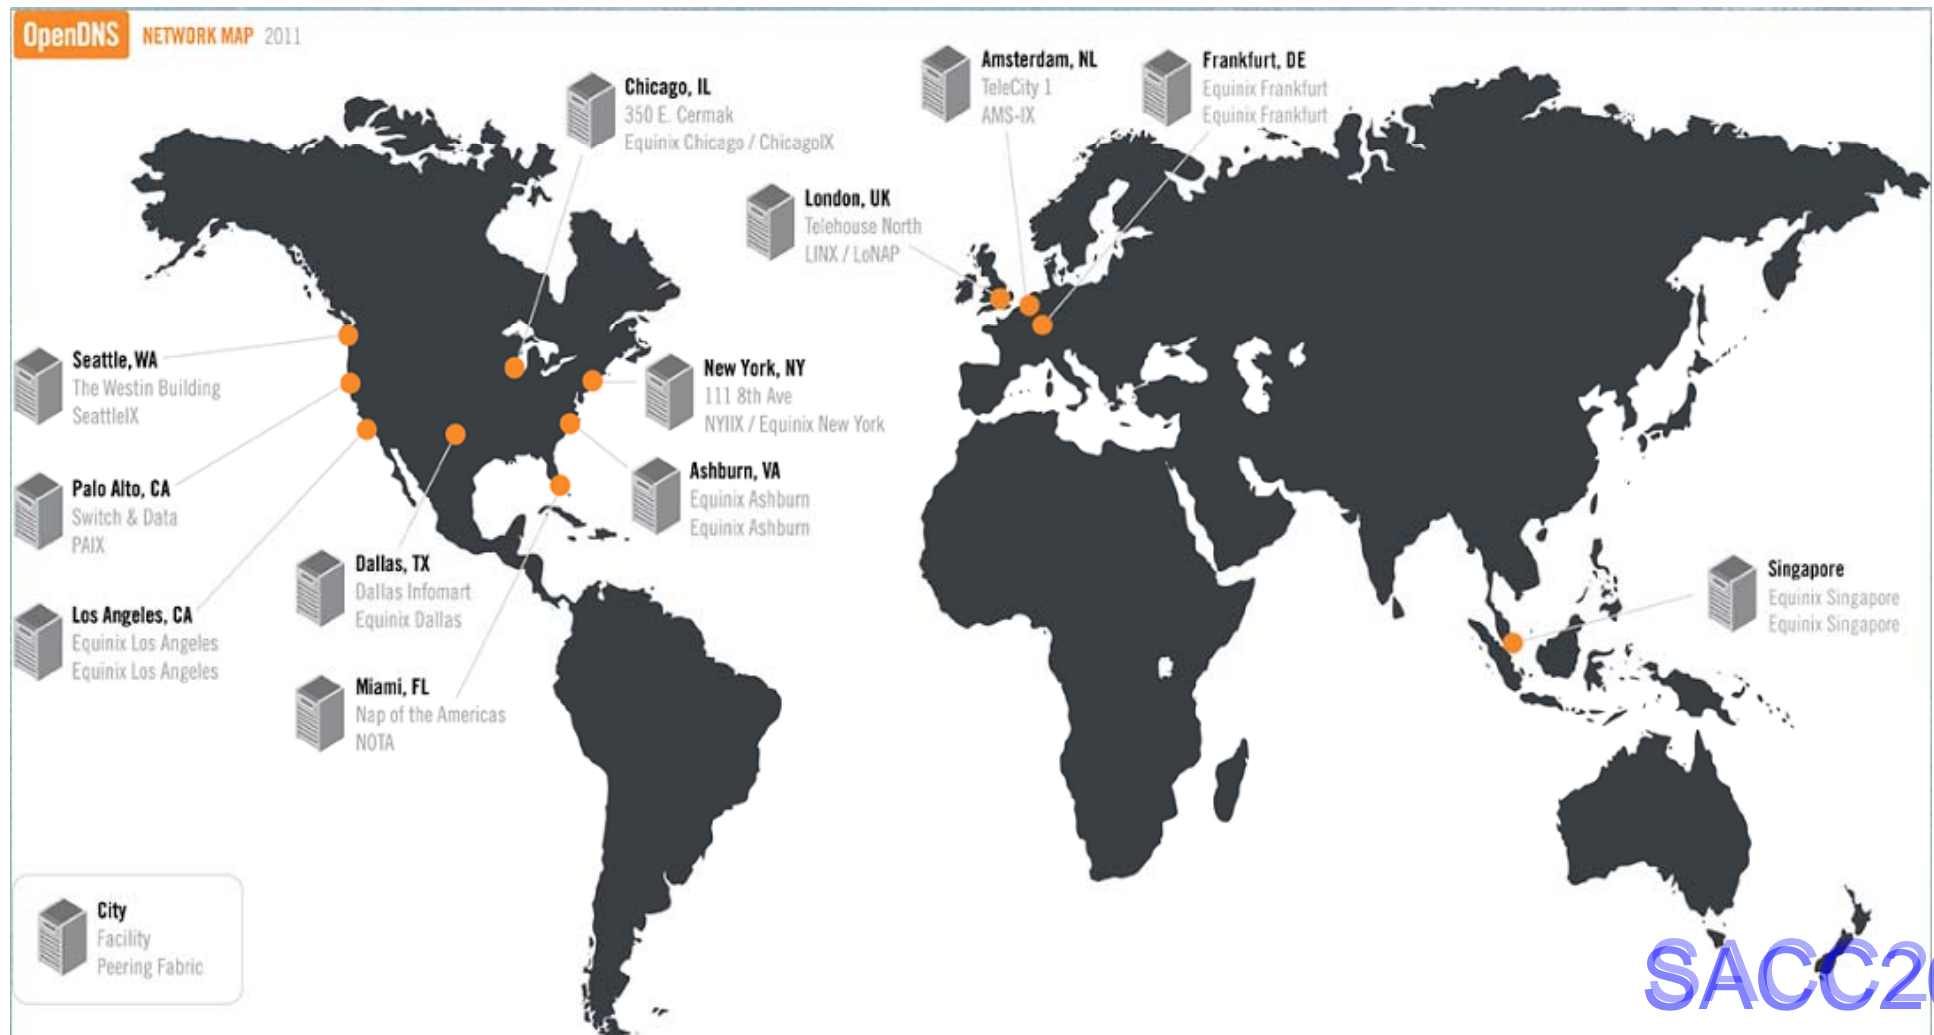 OpenDNS NETWORK MAP 2011
Chicago, IL
350 E. Cermak
Equinix Chicago / ChicagoIX
Amsterdam, NL
TeleCity 1
AMS-IX
Frankfurt, DE
Equinix Frankfurt
Equinix Frankfurt
London, UK
Telehouse North
LINX / LoNAP
Seattle, WA
The Westin Building
SeattleIX
New York, NY
111 8th Ave
NYIIX / Equinix New York
Palo Alto, CA
Switch & Data
PAIX
Ashburn, VA
Equinix Ashburn
Equinix Ashburn
Los Angeles, CA
Equinix Los Angeles
Equinix Los Angeles
Dallas, TX
Dallas Infomart
Equinix Dallas
Miami, FL
Nap of the Americas
NOTA
Singapore
Equinix Singapore
Equinix Singapore
City
Facility
Peering Fabric
SACC20